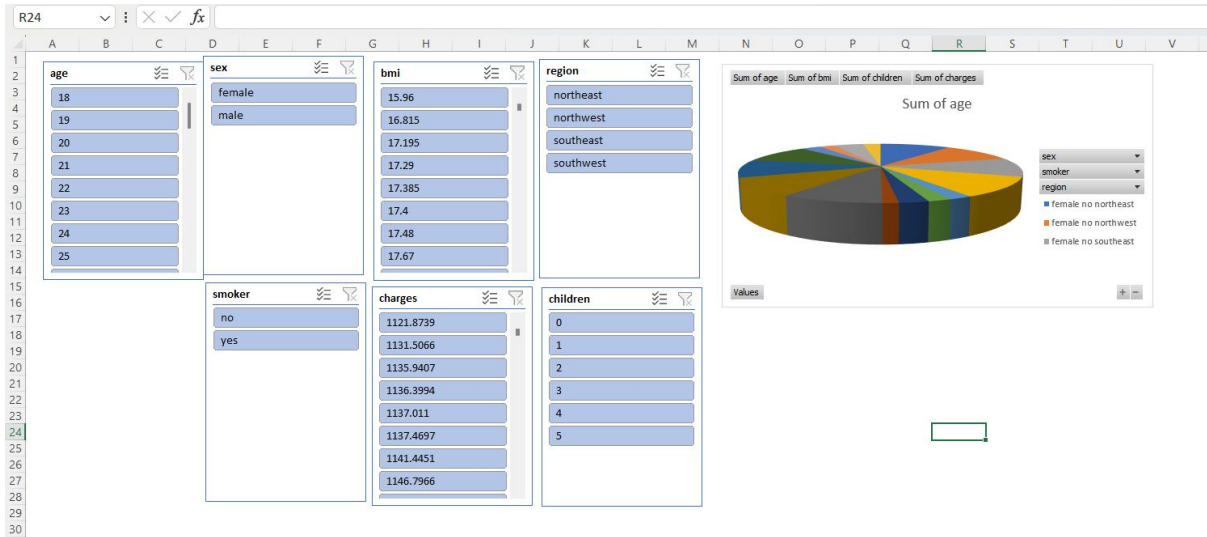 R24
fx
A B C D E F G H I J K L M N O P Q R S T U V
1
2
3
4
5
6
7
8
9
10
11
12
13
14
15
16
17
18
19
20
21
22
23
24
25
26
27
28
29
30
age
18
19
20
21
22
23
24
25
sex
female
male
bmi
15.96
16.815
17.195
17.29
17.385
17.4
17.48
17.67
region
northeast
northwest
southeast
southwest
smoker
no
yes
charges
1121.8739
1131.5066
1135.9407
1136.3994
1137.011
1137.4697
1141.4451
1146.7966
children
0
1
2
3
4
5
Sum of age Sum of bmi Sum of children Sum of charges
Sum of age
sex
smoker
region
female no northeast
female no northwest
female no southeast
Values
+ −